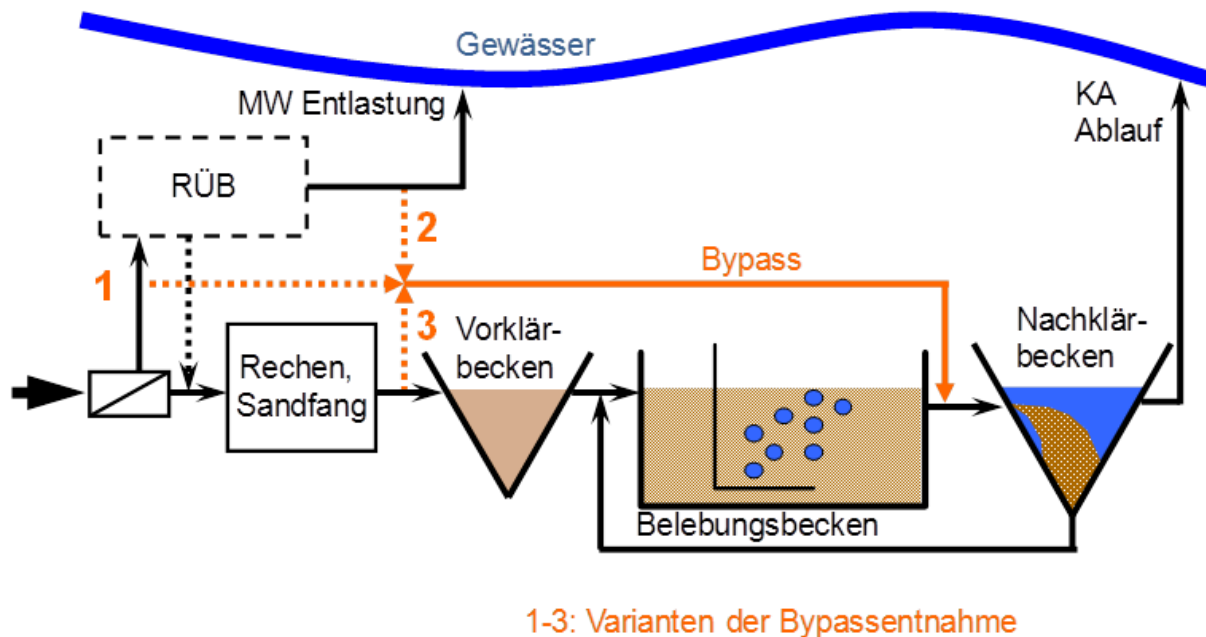 Gewässer
MW Entlastung
KA
Ablauf
RÜB
1
2
Bypass
3
Vorklär-
becken
Nachklär-
becken
Rechen,
Sandfang
Belebungsbecken
1-3: Varianten der Bypassentnahme